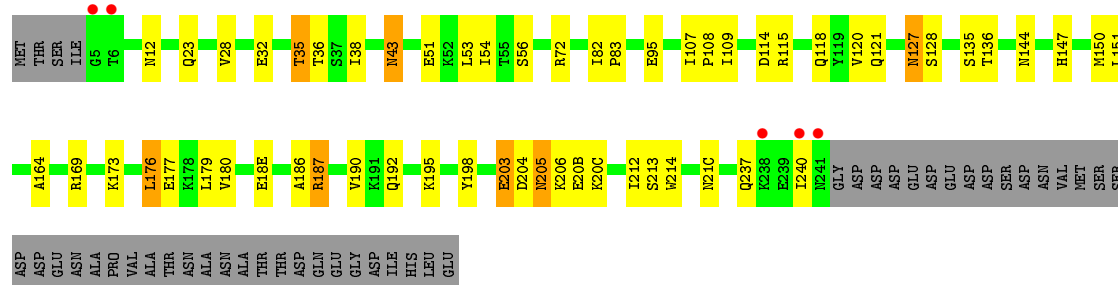 MET THR SER ILE G5 T6 N12 Q23 V28 E32 T35 T36 S37 I38 N43 E51 K52 L53 I54 T55 S56 R72 I82 P83 E95 I107 P108 I109 D114 R115 Q118 Y119 V120 Q121 N127 S128 S135 T136 N144 H147 M150 L151
A164 R169 K173 L176 E177 K178 L179 V180 E18E A186 R187 V190 K191 Q192 K195 Y198 E203 D204 N205 K206 E20B K20C I212 S213 W214 N21C Q237 K238 E239 I240 N241 GLY ASP ASP ASP GLU ASP GLU ASP ASP SER ASP ASN VAL MET SER SER
ASP ASP GLU ASN ALA PRO VAL ALA THR ASN ALA ASN ALA THR THR ASP GLN GLU GLY ASP ILE HIS LEU GLU